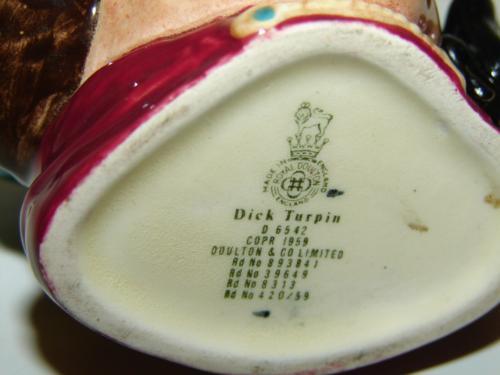 MADE IN ENGLAND
ROYAL DOULTON
ENGLAND
Dick Turpin
D 6542
COPR 1959
DOULTON & CO LIMITED
Rd No 893841
Rd No 39649
Rd No 8313
Rd No 420/59